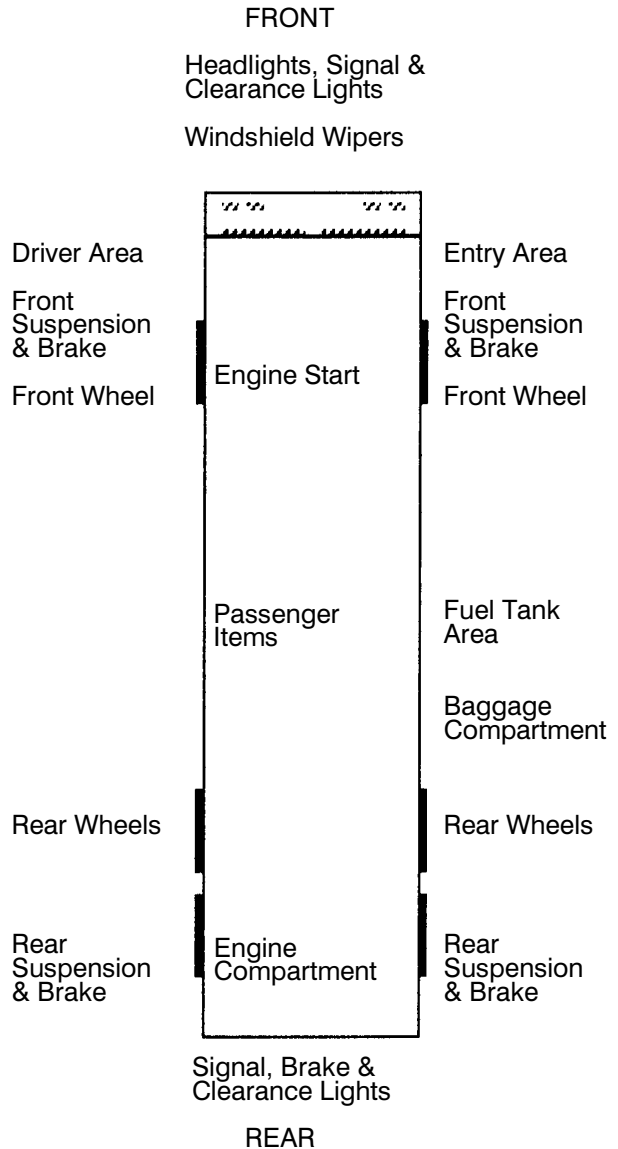 FRONT
Headlights, Signal &
Clearance Lights
Windshield Wipers
Driver Area
Entry Area
Front
Suspension
& Brake
Front
Suspension
& Brake
Engine Start
Front Wheel
Front Wheel
Passenger
Items
Fuel Tank
Area
Baggage
Compartment
Rear Wheels
Rear Wheels
Rear
Suspension
& Brake
Engine
Compartment
Rear
Suspension
& Brake
Signal, Brake &
Clearance Lights
REAR